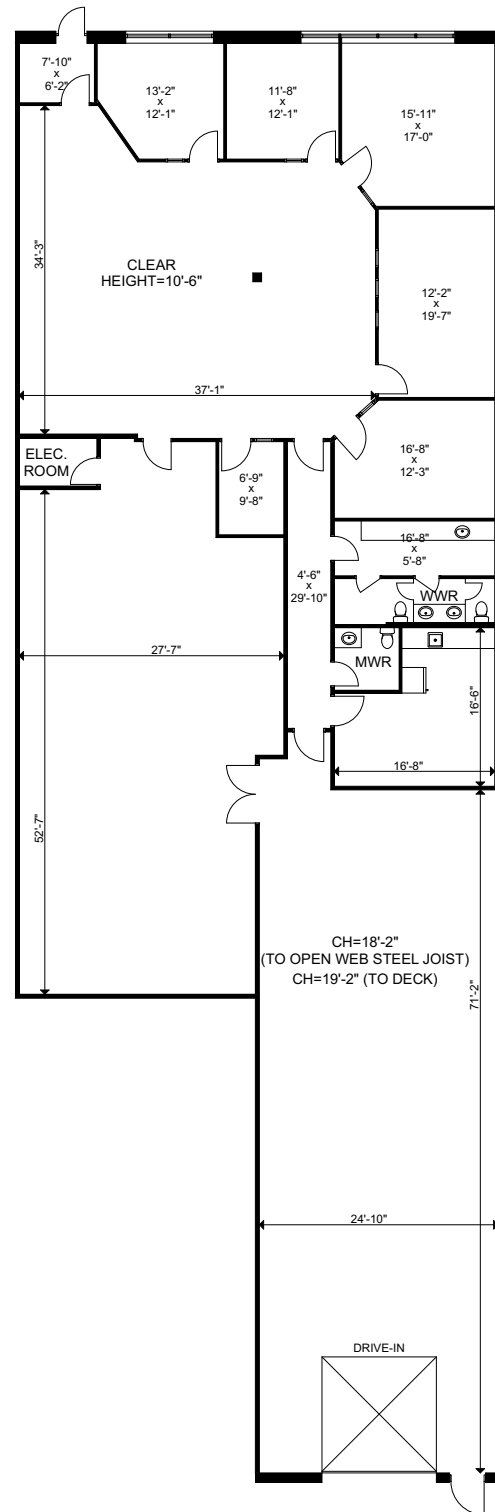 7'-10"
x
6'-2"
13'-2"
x
12'-1"
11'-8"
x
12'-1"
15'-11"
x
17'-0"
34'-3"
CLEAR
HEIGHT=10'-6"
12'-2"
x
19'-7"
37'-1"
ELEC.
ROOM
6'-9"
x
9'-8"
16'-8"
x
12'-3"
16'-8"
x
5'-8"
4'-6"
x
29'-10"
WWR
27'-7"
MWR
16'-6"
16'-8"
52'-7"
CH=18'-2"
(TO OPEN WEB STEEL JOIST)
CH=19'-2" (TO DECK)
71'-2"
24'-10"
DRIVE-IN